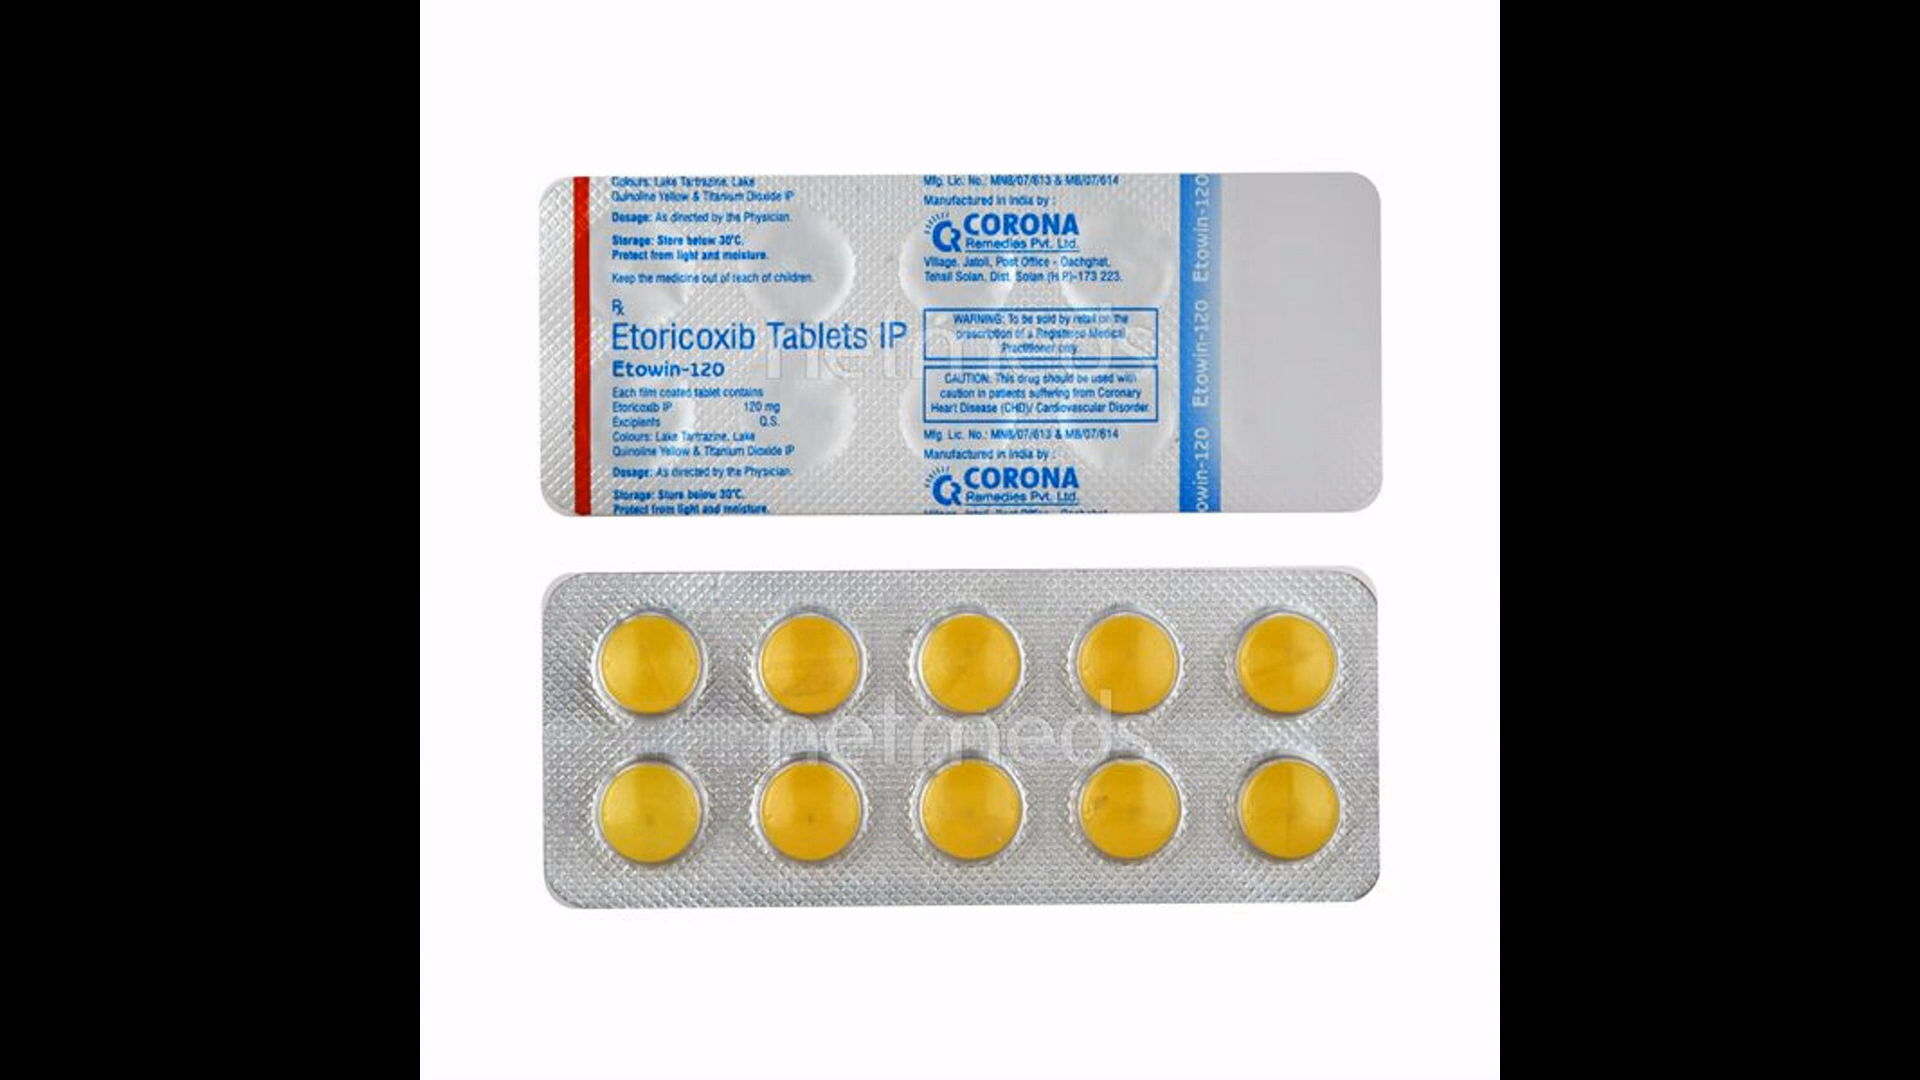 Colours: Lake Tartrazine, Lake
Quinoline Yellow & Titanium Dioxide IP
Dosage: As directed by the Physician.
Storage: Store below 30°C.
Protect from light and moisture.
Keep the medicine out of reach of children.
Rx
Etoricoxib Tablets IP
Etowin-120
Each film coated tablet contains
Etoricoxib IP 120 mg
Excipients Q.S.
Colours: Lake Tartrazine, Lake
Quinoline Yellow & Titanium Dioxide IP
Dosage: As directed by the Physician.
Storage: Store below 30°C.
Protect from light and moisture.
Mfg. Lic. No.: MNB/07/613 & MB/07/614
Manufactured in India by :
CORONA
Remedies Pvt. Ltd.
Village, Jatoli, Post Office - Oachghat,
Tehsil Solan, Dist. Solan (H.P)-173 223.
WARNING: To be sold by retail on the
prescription of a Registered Medical
Practitioner only
CAUTION: This drug should be used with
caution in patients suffering from Coronary
Heart Disease (CHD)/ Cardiovascular Disorder.
Mfg. Lic. No.: MNB/07/613 & MB/07/614
Manufactured in India by :
CORONA
Remedies Pvt. Ltd.
owin-120 Etowin-120 Etowin-120
netmeds
netmeds